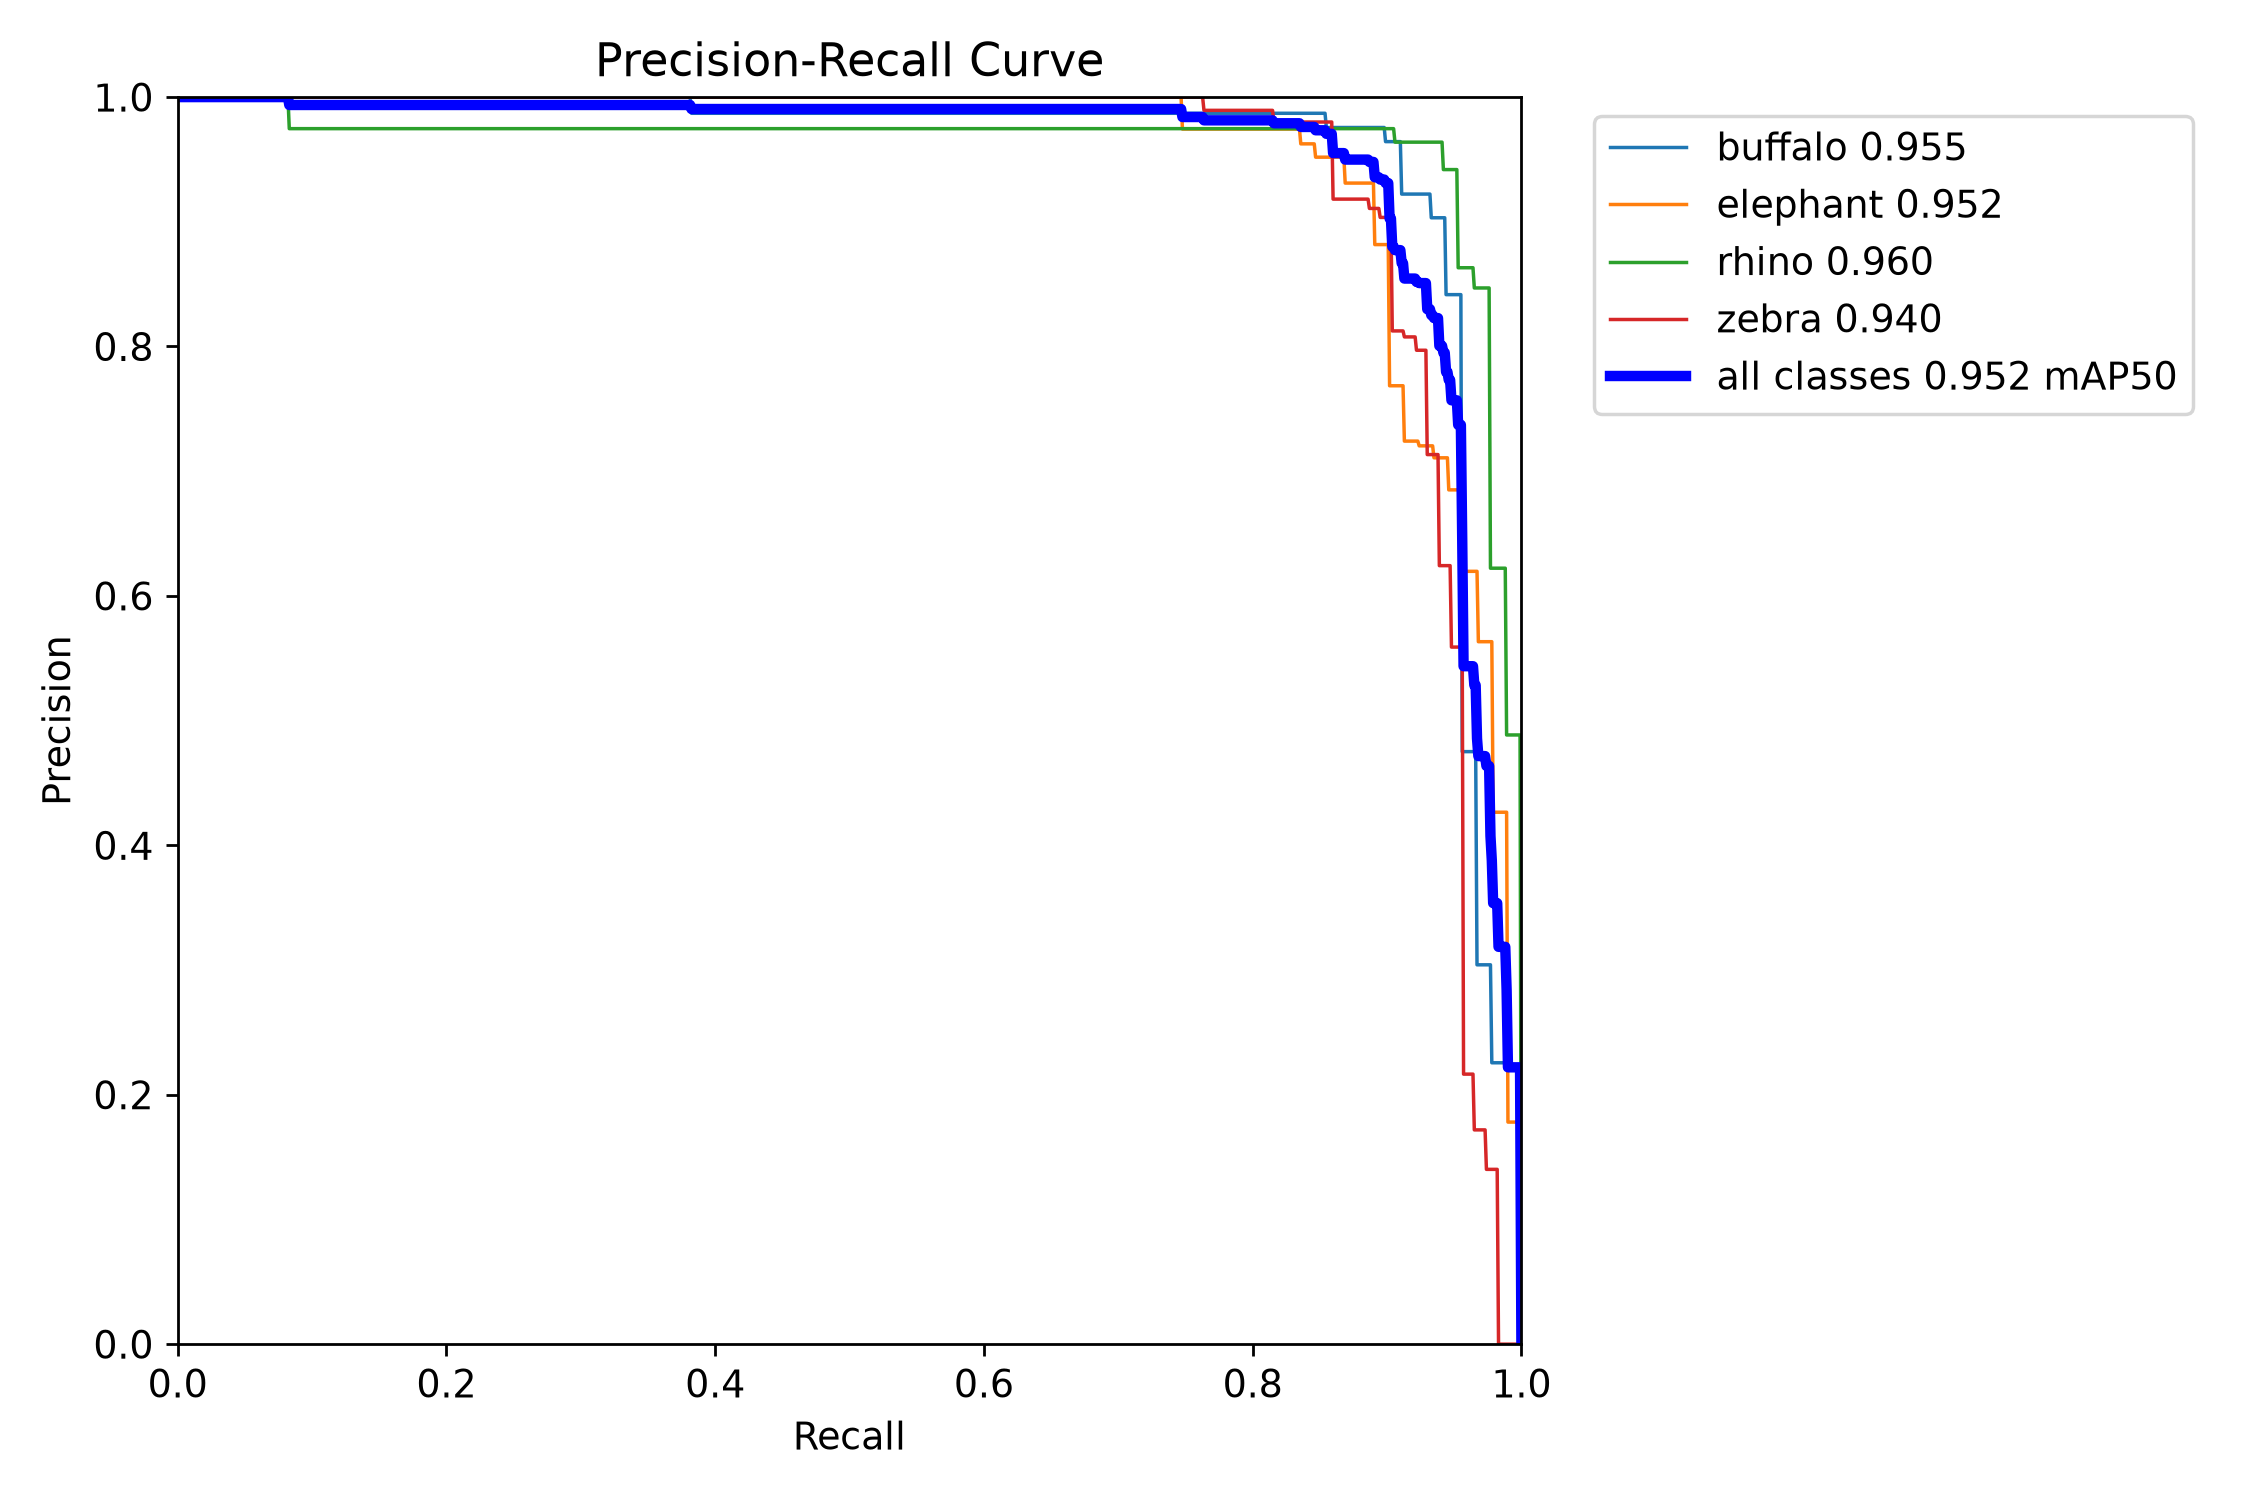 Precision-Recall Curve
1.0
0.8
0.6
0.4
0.2
0.0
Precision
0.0 0.2 0.4 0.6 0.8 1.0
Recall
buffalo 0.955
elephant 0.952
rhino 0.960
zebra 0.940
all classes 0.952 mAP50